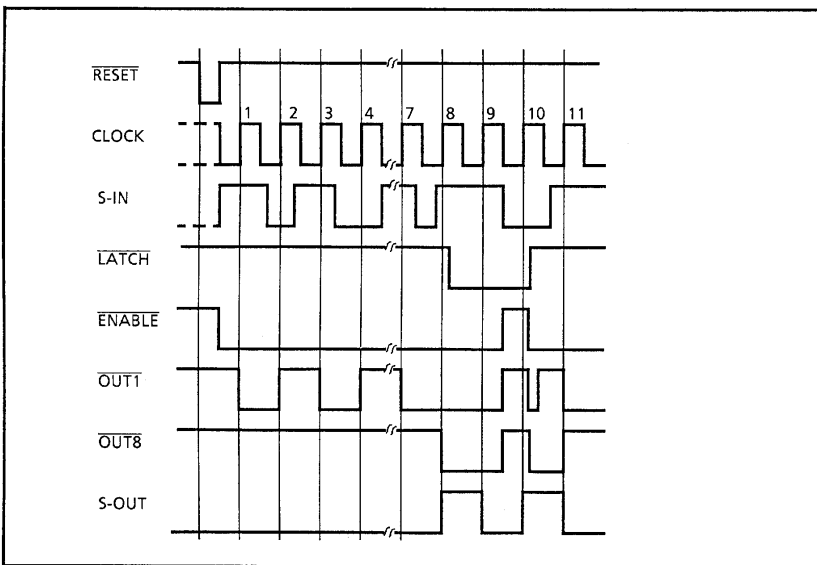 RESET
1 2 3 4 7 8 9 10 11
CLOCK
S-IN
LATCH
ENABLE
OUT1
OUT8
S-OUT